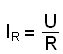 I_R = U/R